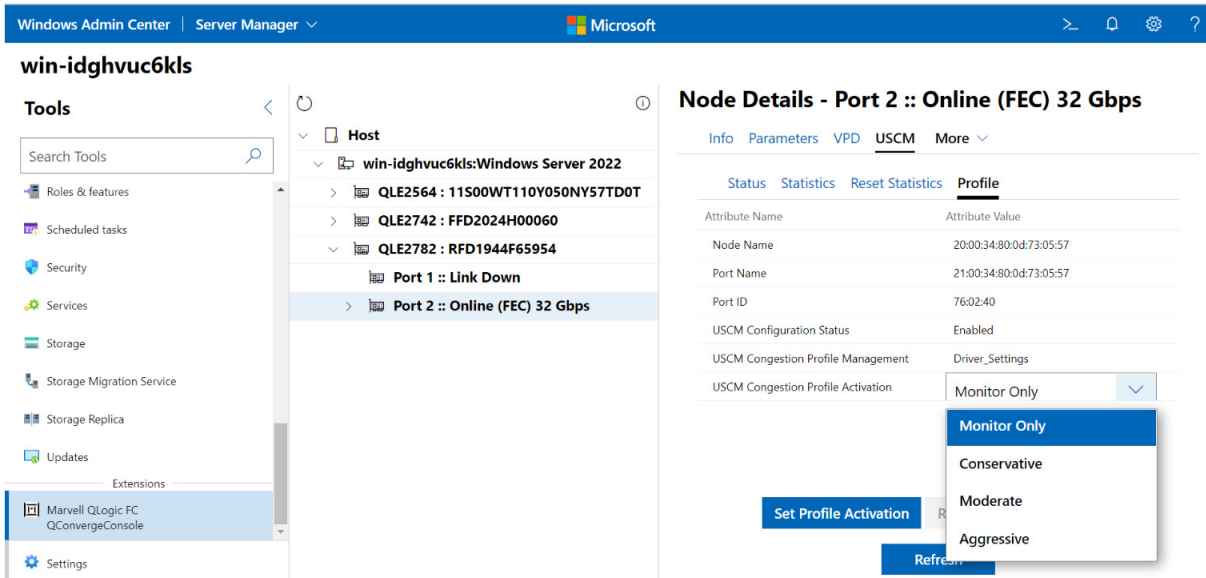 Windows Admin Center | Server Manager
Microsoft
win-idghvuc6kls
Tools
Search Tools
Roles & features
Scheduled tasks
Security
Services
Storage
Storage Migration Service
Storage Replica
Updates
Extensions
Marvell QLogic FC
QConvergeConsole
Settings
Host
win-idghvuc6kls:Windows Server 2022
QLE2564 : 11S00WT110Y050NY57TD0T
QLE2742 : FFD2024H00060
QLE2782 : RFD1944F65954
Port 1 :: Link Down
Port 2 :: Online (FEC) 32 Gbps
Node Details - Port 2 :: Online (FEC) 32 Gbps
Info Parameters VPD USCM More
Status Statistics Reset Statistics Profile
Attribute Name Attribute Value
Node Name 20:00:34:80:0d:73:05:57
Port Name 21:00:34:80:0d:73:05:57
Port ID 76:02:40
USCM Configuration Status Enabled
USCM Congestion Profile Management Driver_Settings
USCM Congestion Profile Activation Monitor Only
Monitor Only
Conservative
Moderate
Aggressive
Set Profile Activation
Refresh